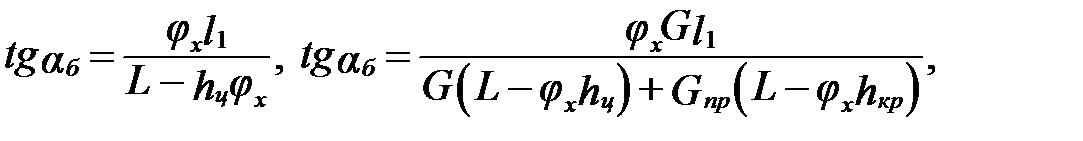 tgα_б = φ_x l_1 / (L − h_ц φ_x), tgα_б = φ_x G l_1 / (G(L − φ_x h_ц) + G_пр(L − φ_x h_кр)),